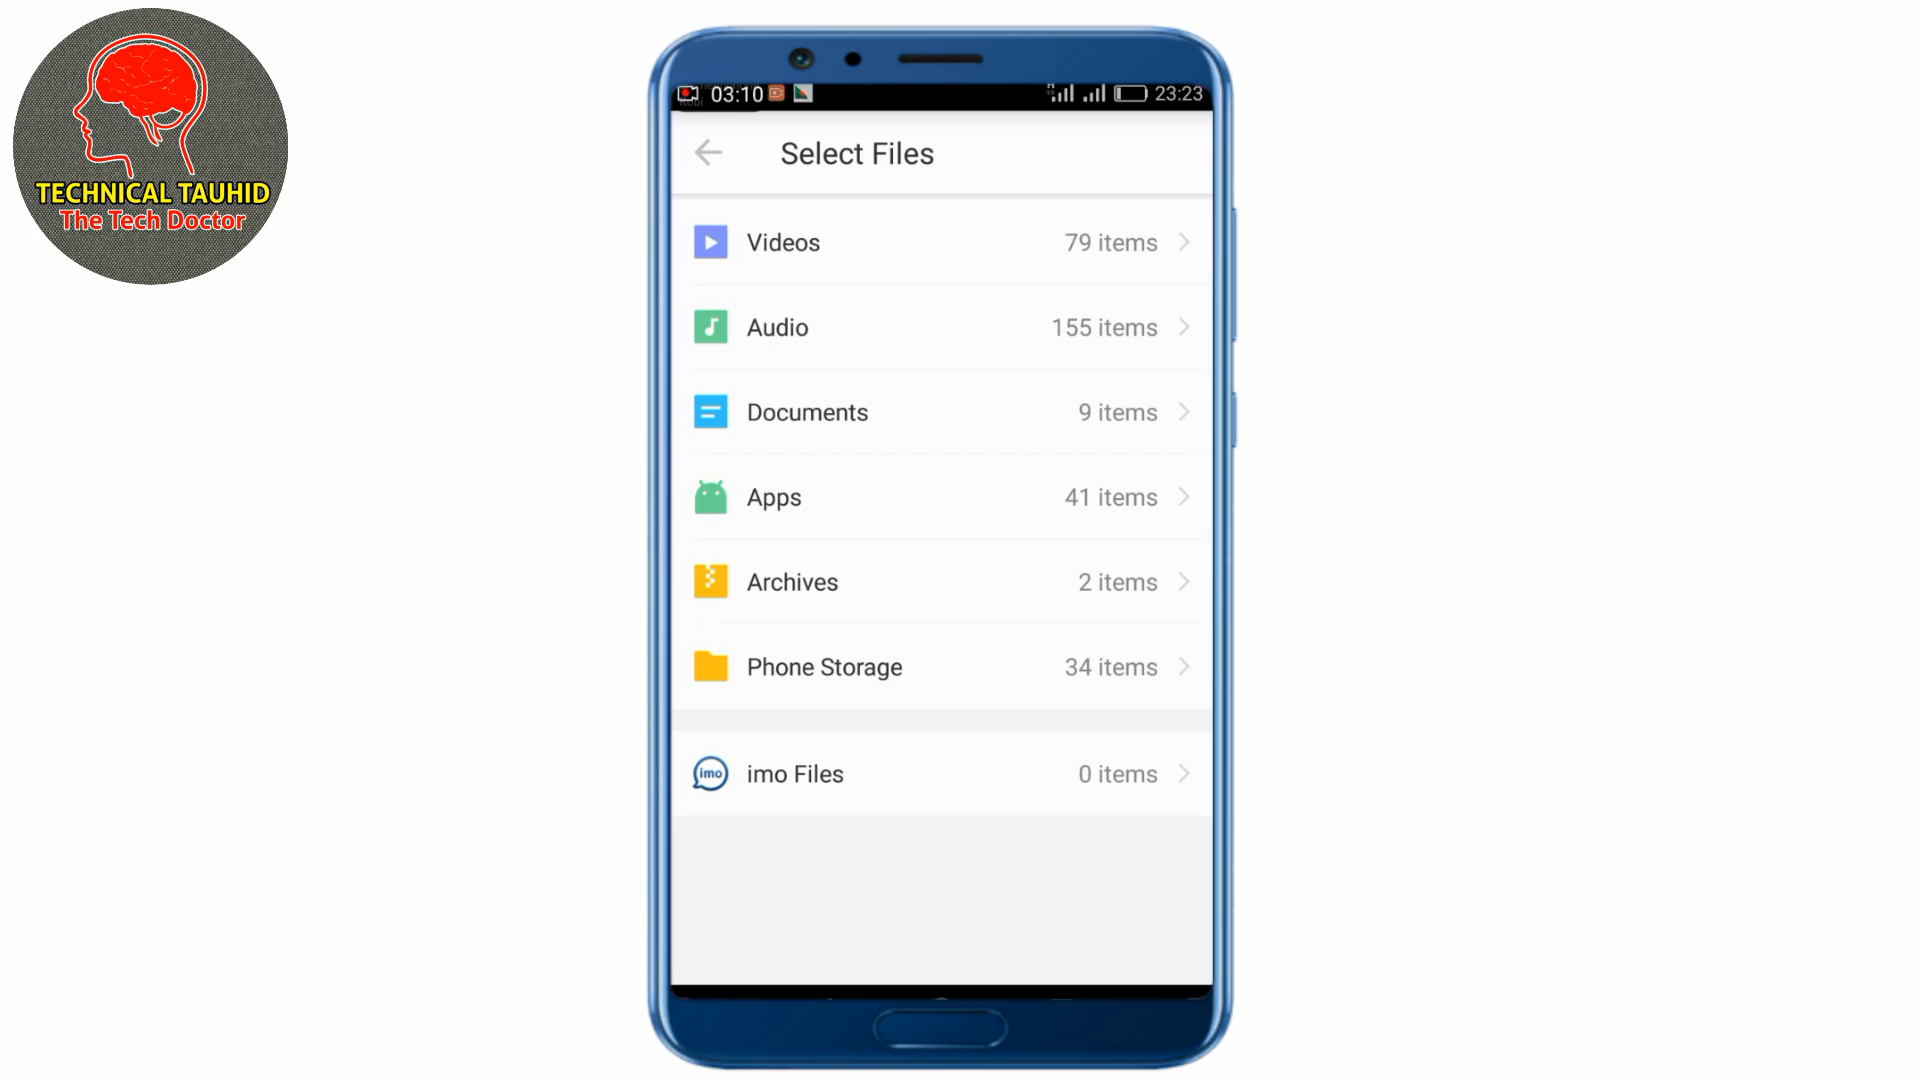 TECHNICAL TAUHID
The Tech Doctor
03:10
23:23
Select Files
Videos 79 items
Audio 155 items
Documents 9 items
Apps 41 items
Archives 2 items
Phone Storage 34 items
imo imo Files 0 items